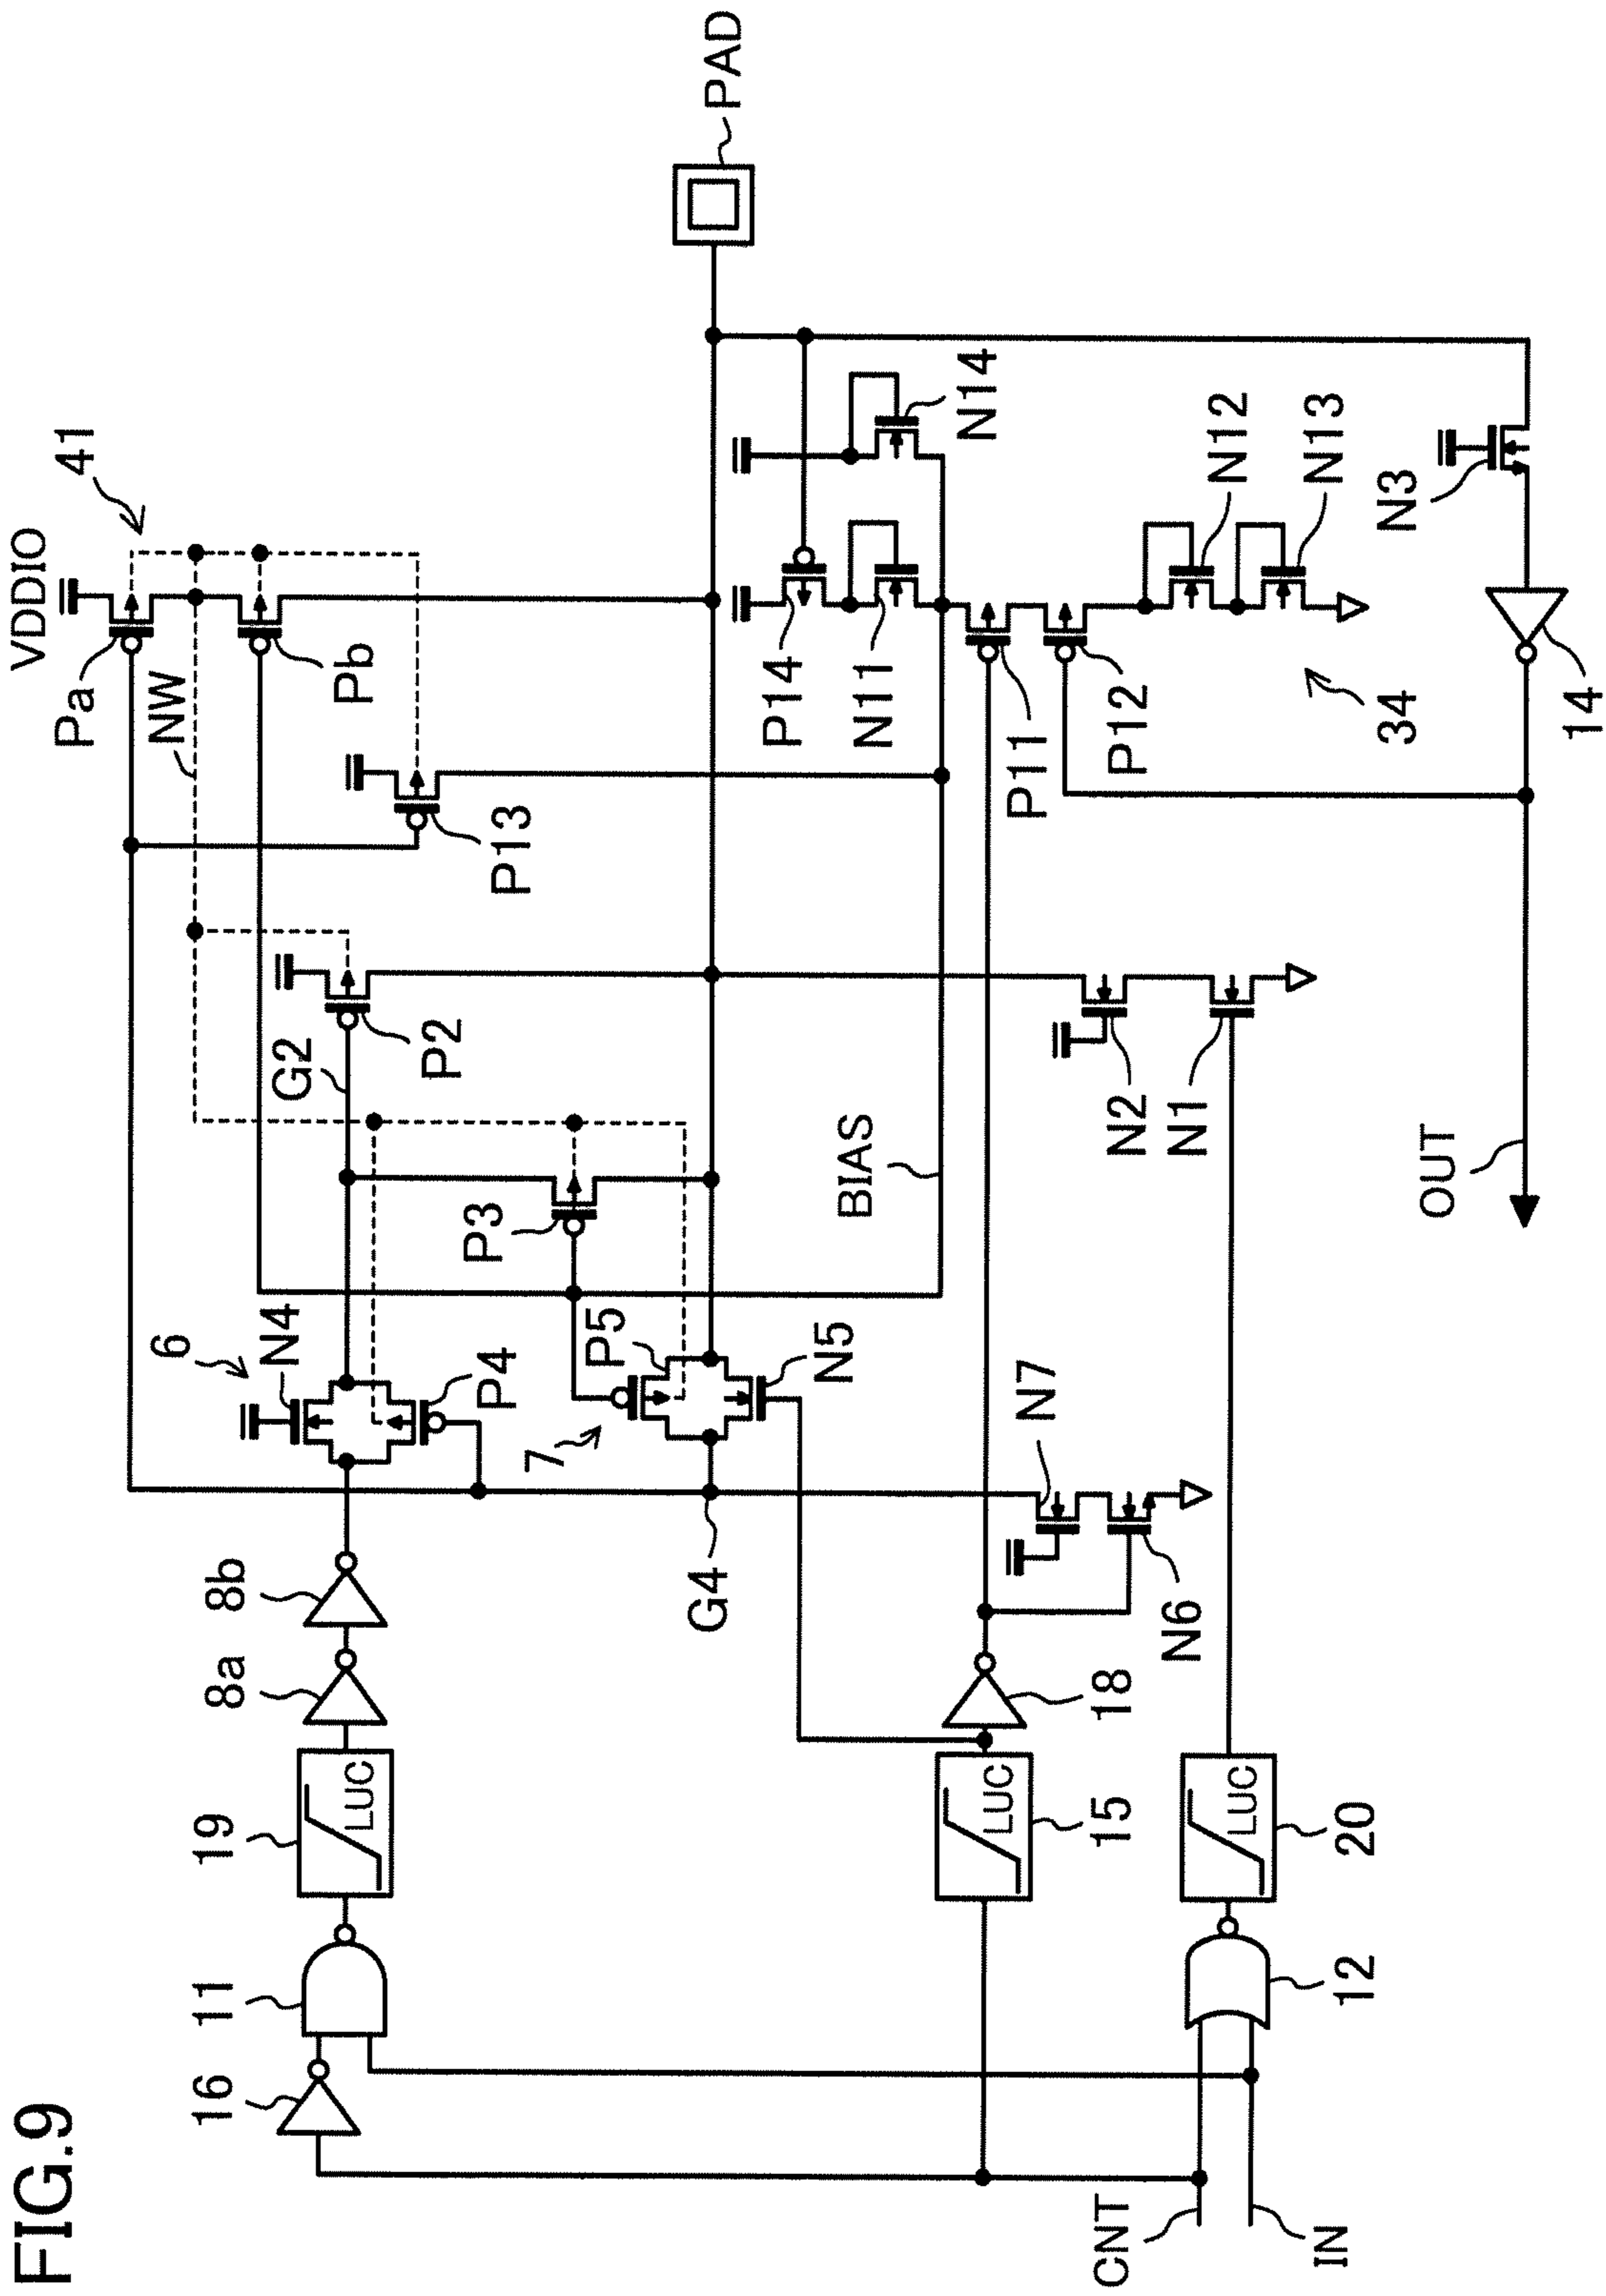 FIG.9
VDDIO
41
Pa
NW
Pb
P13
G2
P2
6
N4
P4
P3
P5
7
N5
G4
PAD
P14
N11
N14
BIAS
P11
P12
N12
N13
34
N3
14
OUT
N2
N1
N7
N6
16
11
19
LUC
8a
8b
15
LUC
18
12
20
LUC
CNT
IN